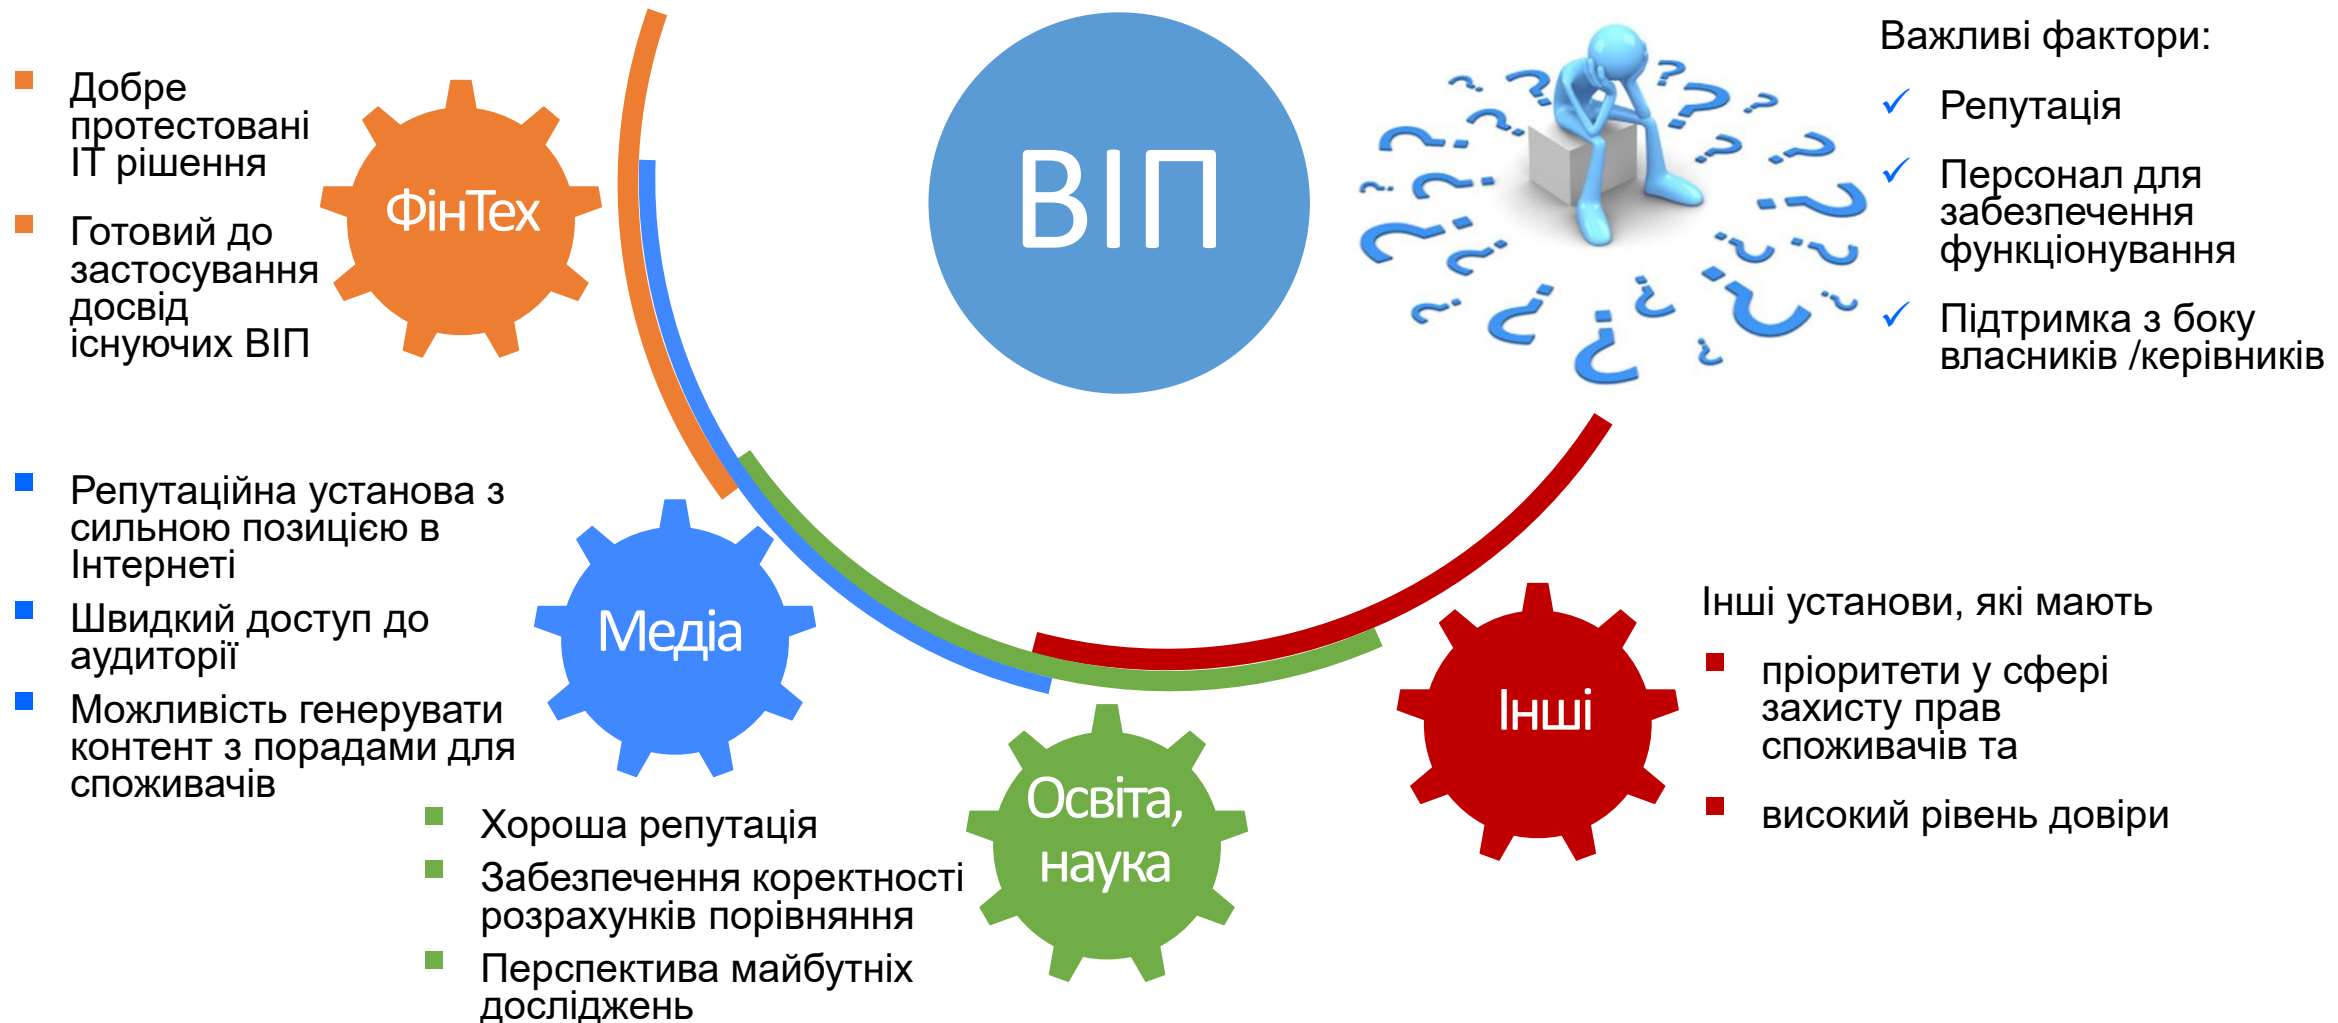 Добре
протестовані
ІТ рішення
Готовий до
застосування
досвід
існуючих ВІП
ФінТех
ВІП
Важливі фактори:
Репутація
Персонал для
забезпечення
функціонування
Підтримка з боку
власників /керівників
Репутаційна установа з
сильною позицією в
Інтернеті
Швидкий доступ до
аудиторії
Можливість генерувати
контент з порадами для
споживачів
Медіа
Хороша репутація
Забезпечення коректності
розрахунків порівняння
Перспектива майбутніх
досліджень
Освіта,
наука
Інші
Інші установи, які мають
пріоритети у сфері
захисту прав
споживачів та
високий рівень довіри